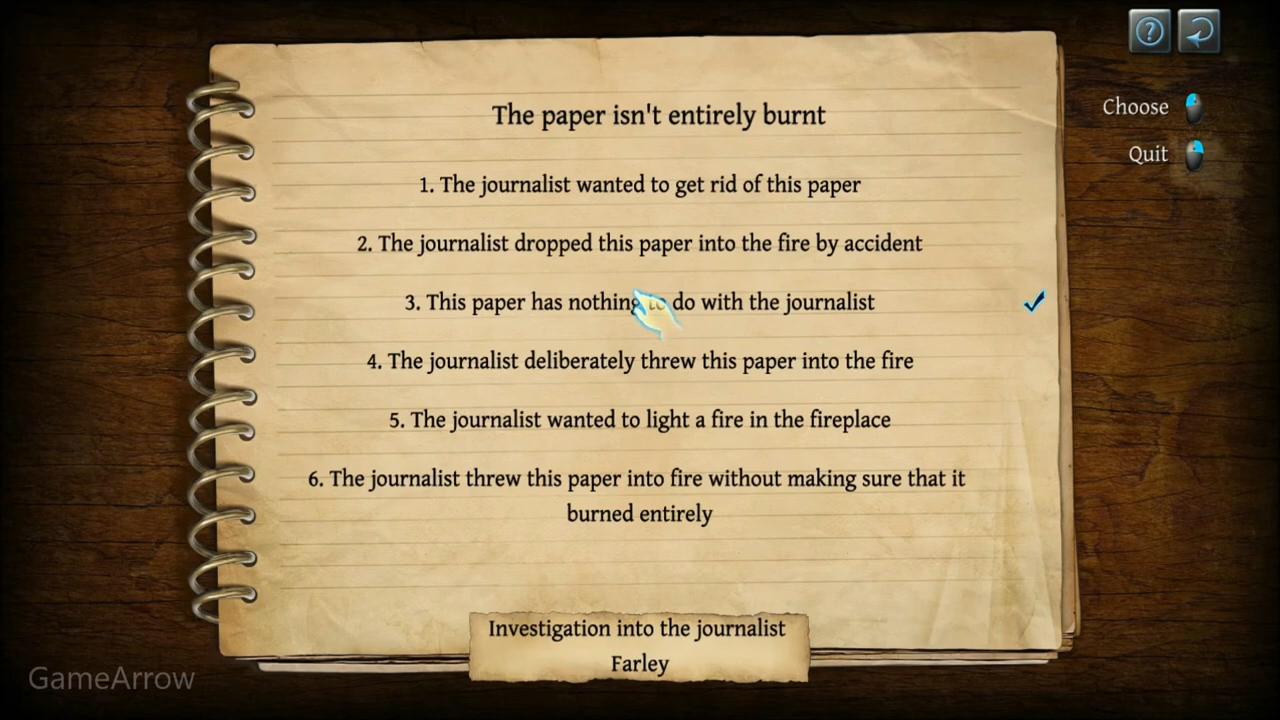 ?
Choose
Quit
The paper isn't entirely burnt
1. The journalist wanted to get rid of this paper
2. The journalist dropped this paper into the fire by accident
3. This paper has nothing to do with the journalist
4. The journalist deliberately threw this paper into the fire
5. The journalist wanted to light a fire in the fireplace
6. The journalist threw this paper into fire without making sure that it
burned entirely
Investigation into the journalist
Farley
GameArrow